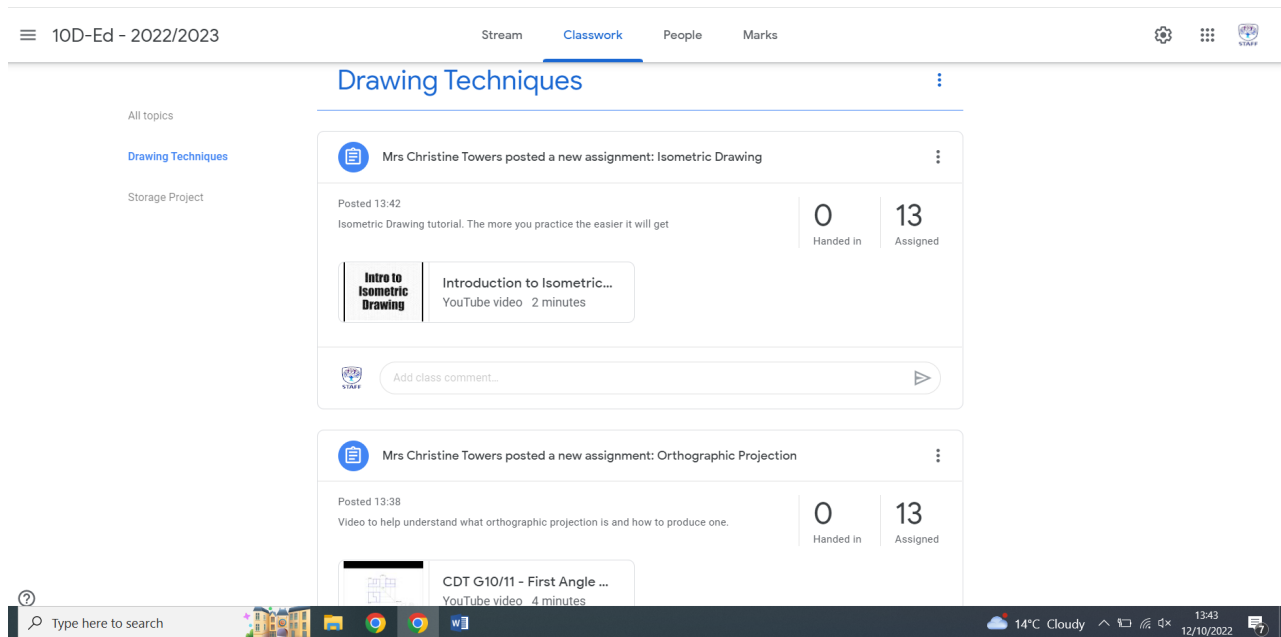 10D-Ed - 2022/2023
Stream Classwork People Marks
STAFF
Drawing Techniques
All topics
Drawing Techniques
Storage Project
Mrs Christine Towers posted a new assignment: Isometric Drawing
Posted 13:42
Isometric Drawing tutorial. The more you practice the easier it will get
0 13
Handed in Assigned
Intro to
Isometric
Drawing
Introduction to Isometric...
YouTube video 2 minutes
STAFF
Add class comment...
Mrs Christine Towers posted a new assignment: Orthographic Projection
Posted 13:38
Video to help understand what orthographic projection is and how to produce one.
0 13
Handed in Assigned
CDT G10/11 - First Angle ...
YouTube video 4 minutes
Type here to search
W
14°C Cloudy
13:43
12/10/2022
7